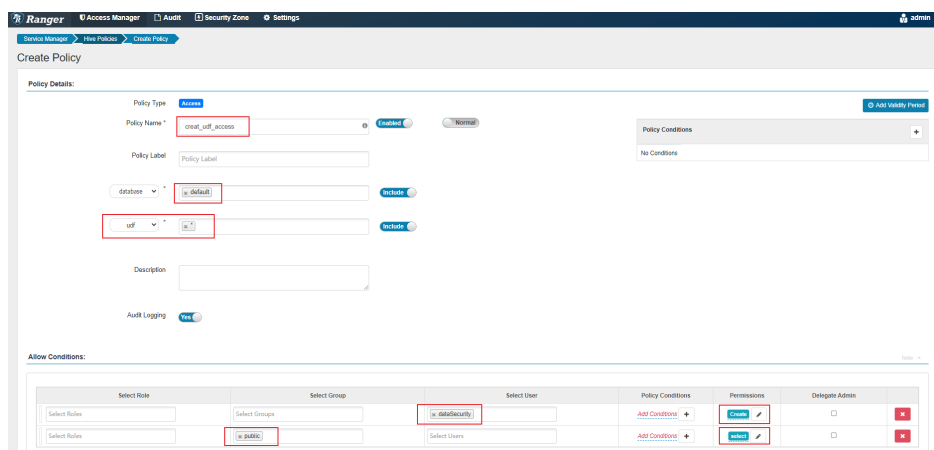 Ranger Access Manager Audit Security Zone Settings admin
Service Manager Hive Policies Create Policy
Create Policy
Policy Details:
Policy Type Access
Add Validity Period
Policy Name * creat_udf_access Enabled Normal
Policy Conditions +
No Conditions
Policy Label Policy Label
database * default Include
udf * * Include
Description
Audit Logging Yes
Allow Conditions:
Select Role Select Group Select User Policy Conditions Permissions Delegate Admin
Select Roles Select Groups dataSecurity Add Conditions + Create
Select Roles public Select Users Add Conditions + select